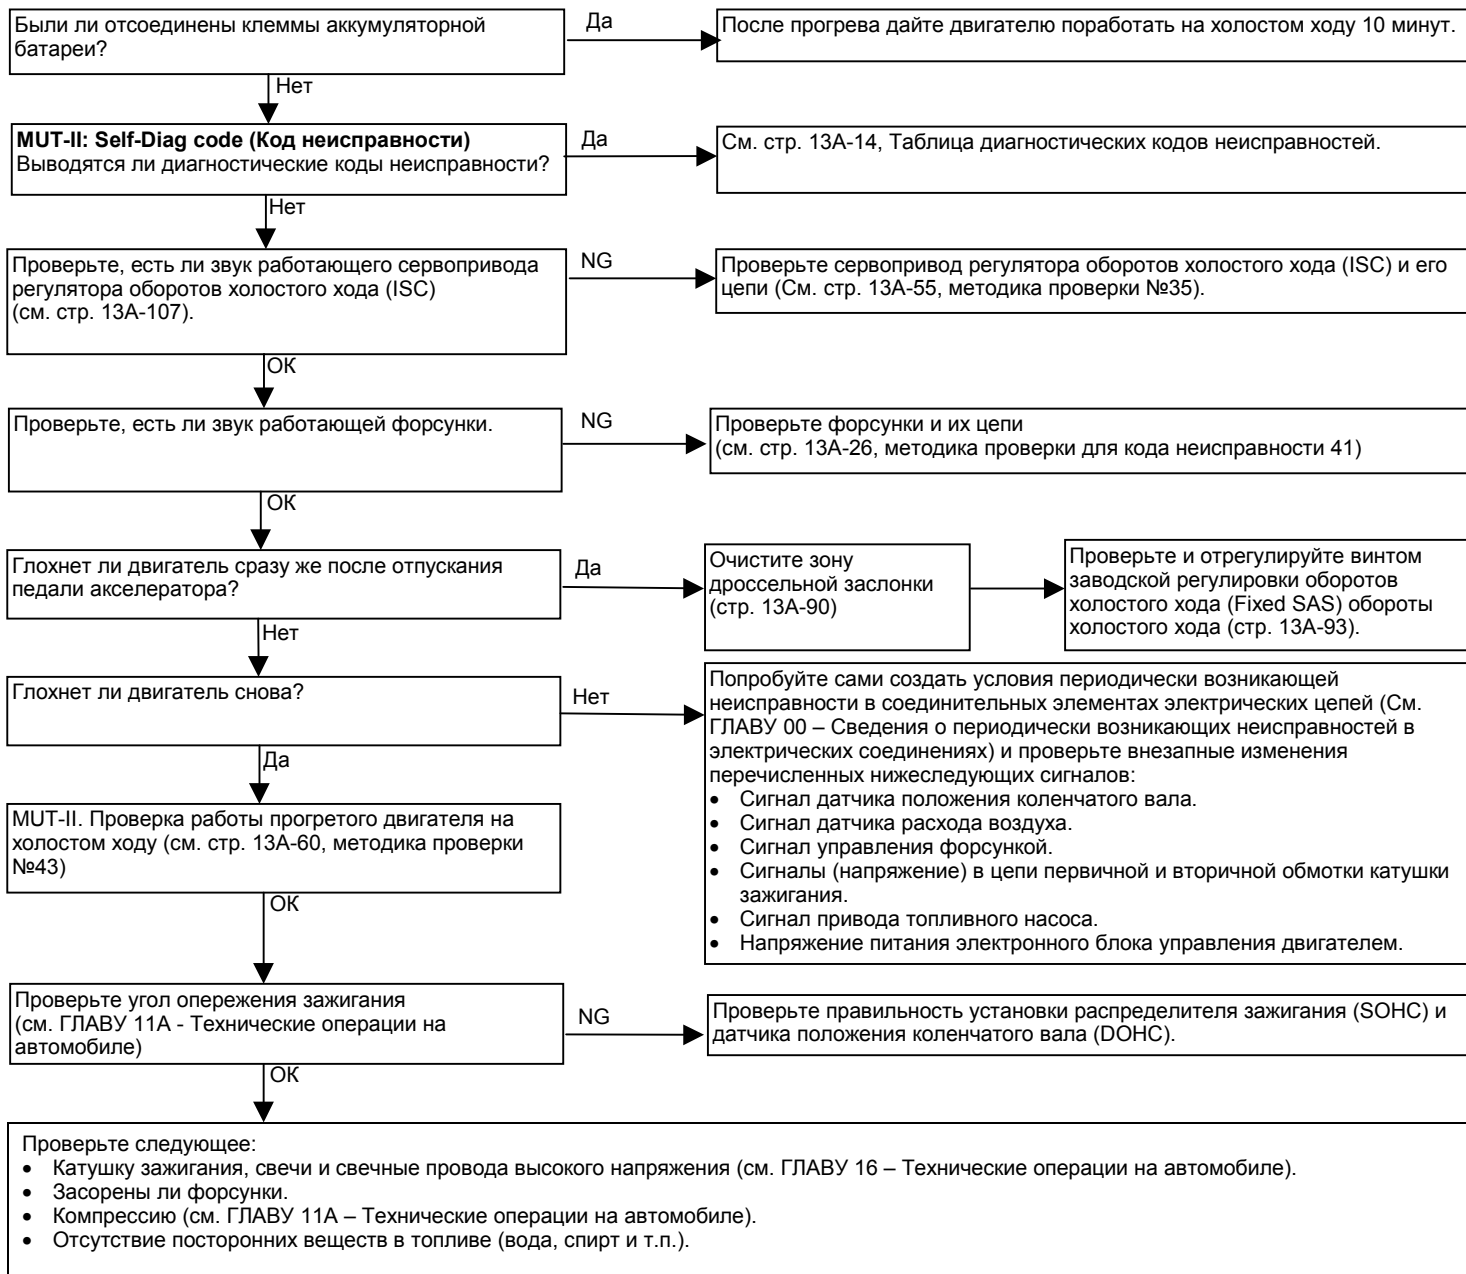 Были ли отсоединены клеммы аккумуляторной
батареи?
Да
После прогрева дайте двигателю поработать на холостом ходу 10 минут.
Нет
MUT-II: Self-Diag code (Код неисправности)
Выводятся ли диагностические коды неисправности?
Да
См. стр. 13А-14, Таблица диагностических кодов неисправностей.
Нет
Проверьте, есть ли звук работающего сервопривода
регулятора оборотов холостого хода (ISC)
(см. стр. 13А-107).
NG
Проверьте сервопривод регулятора оборотов холостого хода (ISC) и его
цепи (См. стр. 13А-55, методика проверки №35).
ОК
Проверьте, есть ли звук работающей форсунки.
NG
Проверьте форсунки и их цепи
(см. стр. 13А-26, методика проверки для кода неисправности 41)
ОК
Глохнет ли двигатель сразу же после отпускания
педали акселератора?
Да
Очистите зону
дроссельной заслонки
(стр. 13А-90)
Проверьте и отрегулируйте винтом
заводской регулировки оборотов
холостого хода (Fixed SAS) обороты
холостого хода (стр. 13А-93).
Нет
Глохнет ли двигатель снова?
Нет
Попробуйте сами создать условия периодически возникающей
неисправности в соединительных элементах электрических цепей (См.
ГЛАВУ 00 – Сведения о периодически возникающих неисправностей в
электрических соединениях) и проверьте внезапные изменения
перечисленных нижеследующих сигналов:
• Сигнал датчика положения коленчатого вала.
• Сигнал датчика расхода воздуха.
• Сигнал управления форсункой.
• Сигналы (напряжение) в цепи первичной и вторичной обмотки катушки
зажигания.
• Сигнал привода топливного насоса.
• Напряжение питания электронного блока управления двигателем.
Да
MUT-II. Проверка работы прогретого двигателя на
холостом ходу (см. стр. 13А-60, методика проверки
№43)
ОК
Проверьте угол опережения зажигания
(см. ГЛАВУ 11А - Технические операции на
автомобиле)
NG
Проверьте правильность установки распределителя зажигания (SOHC) и
датчика положения коленчатого вала (DOHC).
ОК
Проверьте следующее:
• Катушку зажигания, свечи и свечные провода высокого напряжения (см. ГЛАВУ 16 – Технические операции на автомобиле).
• Засорены ли форсунки.
• Компрессию (см. ГЛАВУ 11А – Технические операции на автомобиле).
• Отсутствие посторонних веществ в топливе (вода, спирт и т.п.).